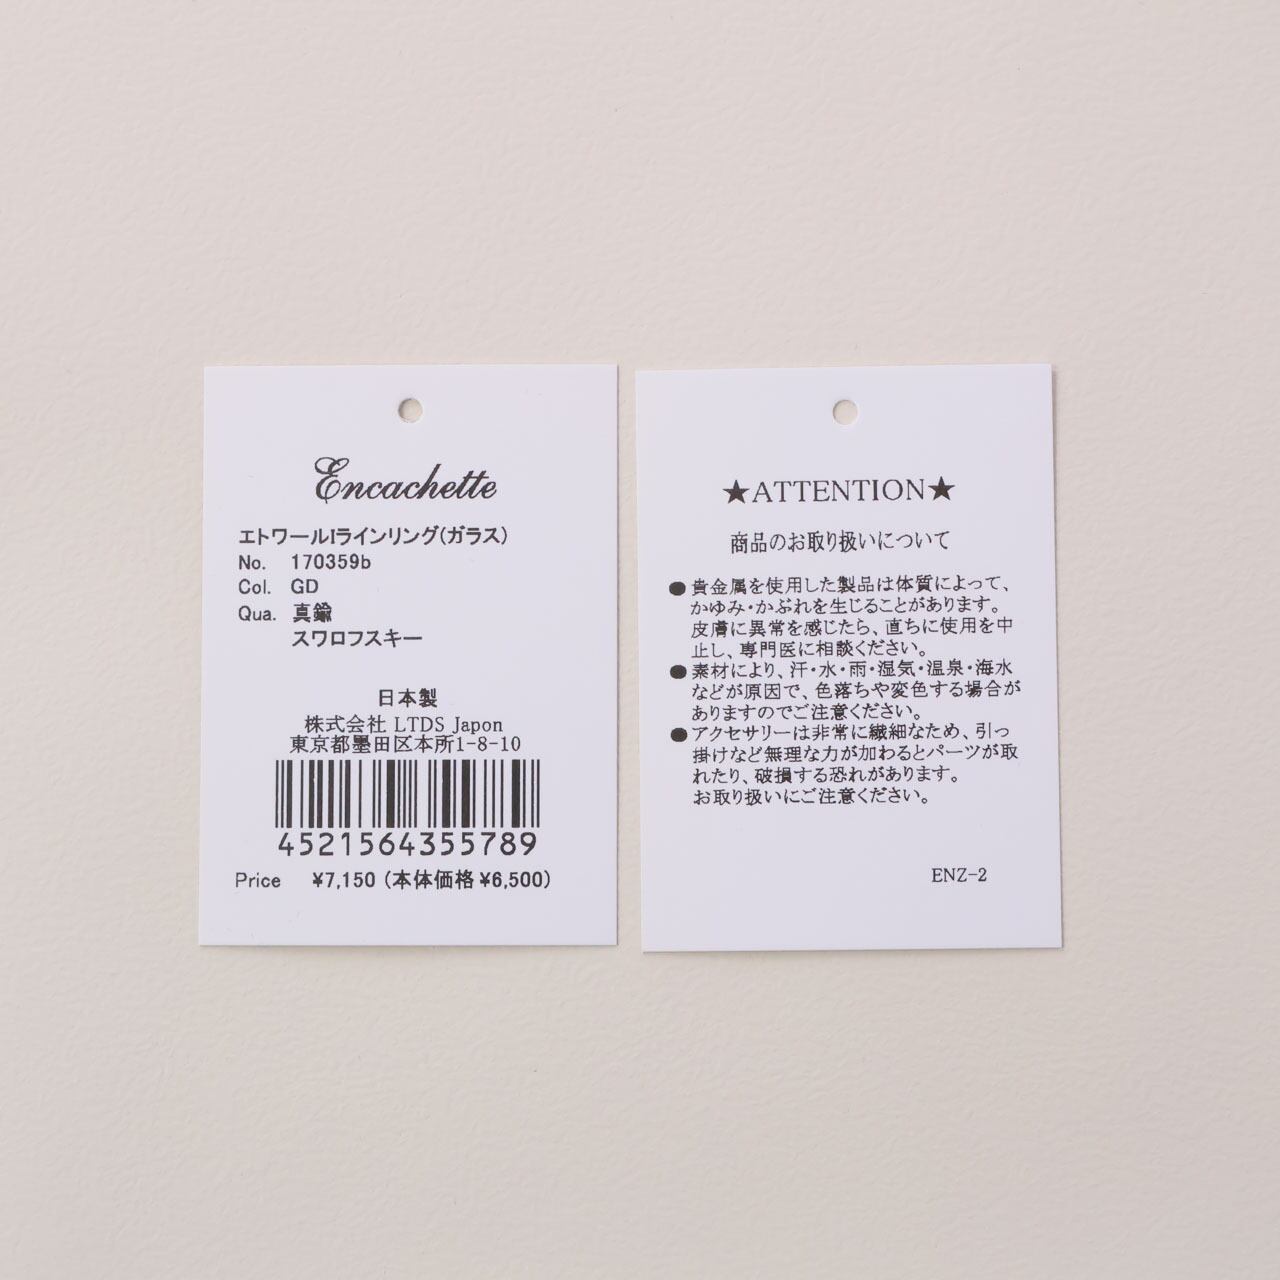 Encachette
エトワールIラインリング(ガラス)
No. 170359b
Col. GD
Qua. 真鍮
スワロフスキー
日本製
株式会社 LTDS Japon
東京都墨田区本所1-8-10
4521564355789
Price ¥7,150 (本体価格 ¥6,500)
★ATTENTION★
商品のお取り扱いについて
●貴金属を使用した製品は体質によって、
かゆみ・かぶれを生じることがあります。
皮膚に異常を感じたら、直ちに使用を中
止し、専門医に相談ください。
●素材により、汗・水・雨・湿気・温泉・海水
などが原因で、色落ちや変色する場合が
ありますのでご注意ください。
●アクセサリーは非常に繊細なため、引っ
掛けなど無理な力が加わるとパーツが取
れたり、破損する恐れがあります。
お取り扱いにご注意ください。
ENZ-2